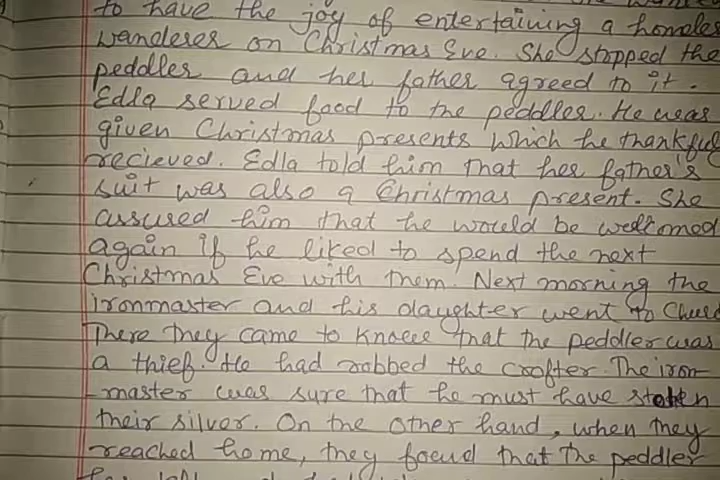 to have the joy of entertaining a homeles
wanderer on Christmas Eve. She stopped the
peddler and her father agreed to it.
Edla served food to the peddler. He was
given Christmas presents which he thankful
recieved. Edla told him that her father's
suit was also a Christmas present. She
assured him that he would be wellcomed
again if he liked to spend the next
Christmas Eve with them. Next morning the
ironmaster and his daughter went to
There they came to know that the peddler was
a thief. He had robbed the croofter. The iron-
-master was sure that he must have stolen
their silver. On the other hand, when they
reached home, they found that the peddler